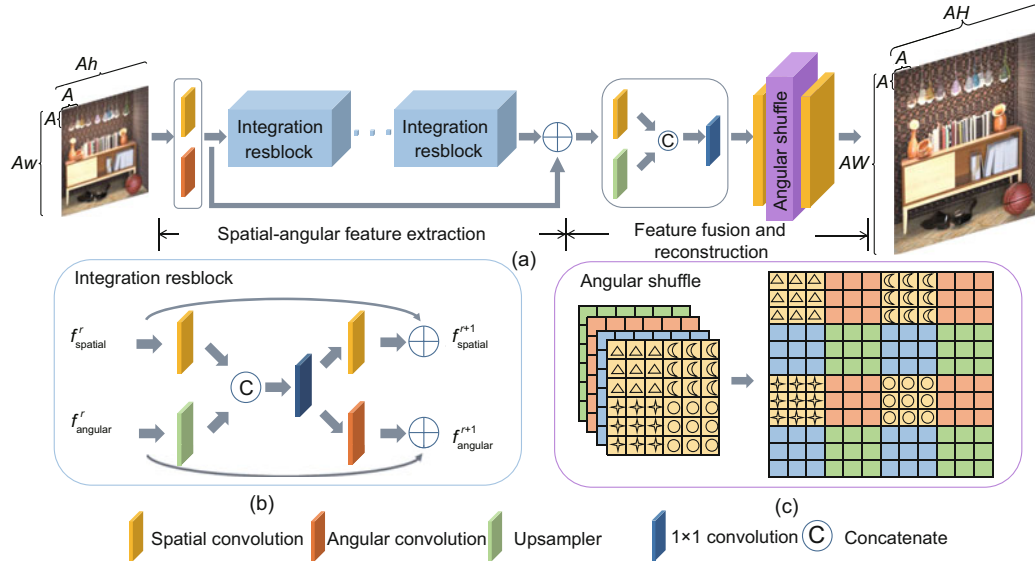 Ah
A
A
Aw
Integration
resblock
Integration
resblock
C
Angular shuffle
AH
A
A
AW
Spatial-angular feature extraction
Feature fusion and
reconstruction
(a)
Integration resblock
f^r_spatial
f^r_angular
C
f^{r+1}_spatial
f^{r+1}_angular
(b)
Angular shuffle
(c)
Spatial convolution
Angular convolution
Upsampler
1×1 convolution
C
Concatenate